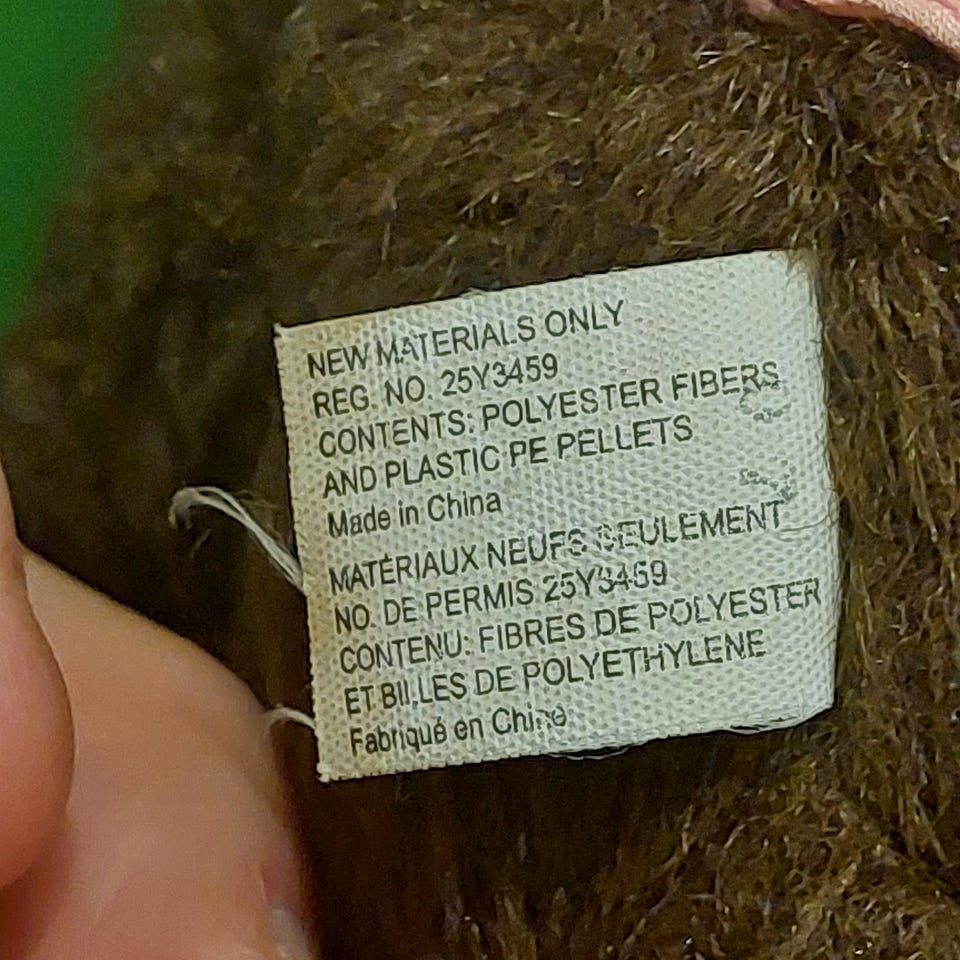 NEW MATERIALS ONLY
REG. NO. 25Y3459
CONTENTS: POLYESTER FIBERS
AND PLASTIC PE PELLETS
Made in China
MATÉRIAUX NEUFS SEULEMENT
NO. DE PERMIS 25Y3459
CONTENU: FIBRES DE POLYESTER
ET BILLES DE POLYETHYLENE
Fabriqué en Chine